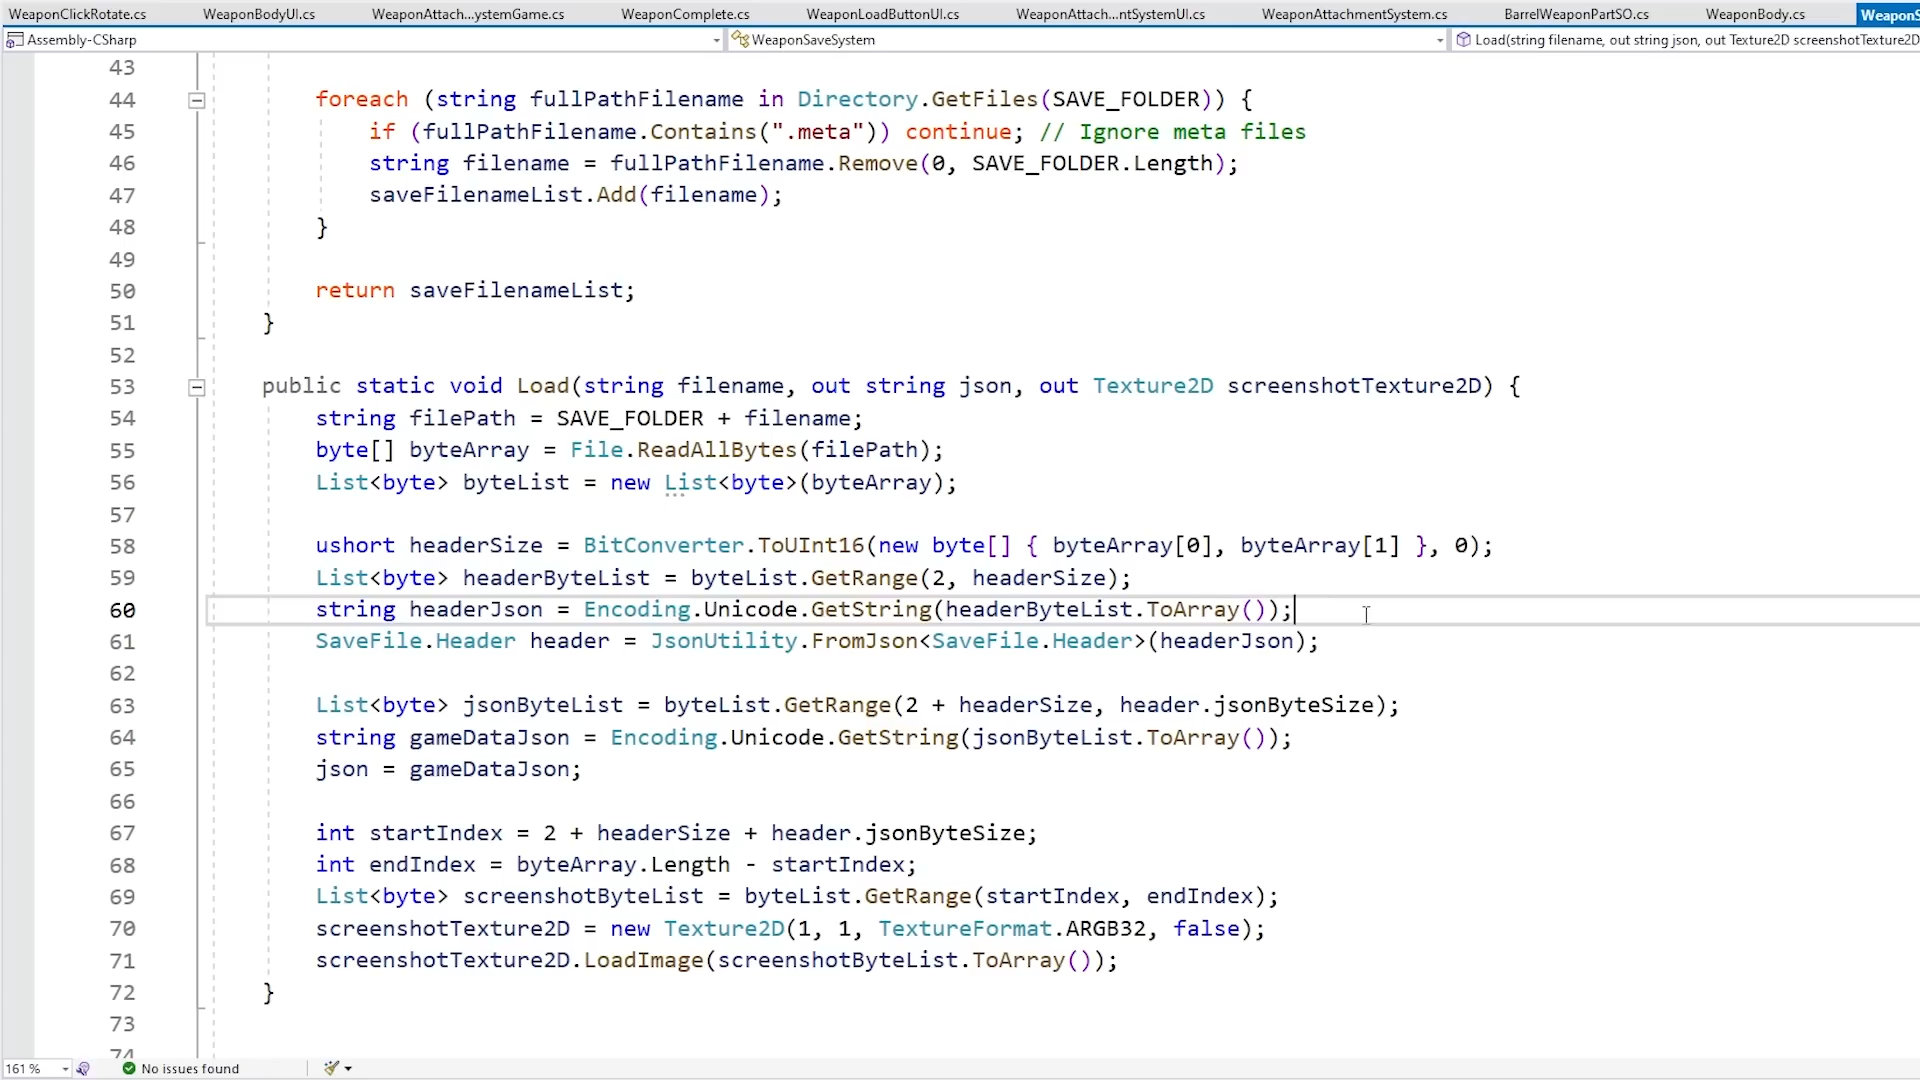 WeaponClickRotate.cs WeaponBodyUI.cs WeaponAttach...ystemGame.cs WeaponComplete.cs WeaponLoadButtonUI.cs WeaponAttach...ntSystemUI.cs WeaponAttachmentSystem.cs BarrelWeaponPartSO.cs WeaponBody.cs WeaponS
Assembly-CSharp WeaponSaveSystem Load(string filename, out string json, out Texture2D screenshotTexture2D
43
44 foreach (string fullPathFilename in Directory.GetFiles(SAVE_FOLDER)) {
45 if (fullPathFilename.Contains(".meta")) continue; // Ignore meta files
46 string filename = fullPathFilename.Remove(0, SAVE_FOLDER.Length);
47 saveFilenameList.Add(filename);
48 }
49
50 return saveFilenameList;
51 }
52
53 public static void Load(string filename, out string json, out Texture2D screenshotTexture2D) {
54 string filePath = SAVE_FOLDER + filename;
55 byte[] byteArray = File.ReadAllBytes(filePath);
56 List<byte> byteList = new List<byte>(byteArray);
57
58 ushort headerSize = BitConverter.ToUInt16(new byte[] { byteArray[0], byteArray[1] }, 0);
59 List<byte> headerByteList = byteList.GetRange(2, headerSize);
60 string headerJson = Encoding.Unicode.GetString(headerByteList.ToArray());
61 SaveFile.Header header = JsonUtility.FromJson<SaveFile.Header>(headerJson);
62
63 List<byte> jsonByteList = byteList.GetRange(2 + headerSize, header.jsonByteSize);
64 string gameDataJson = Encoding.Unicode.GetString(jsonByteList.ToArray());
65 json = gameDataJson;
66
67 int startIndex = 2 + headerSize + header.jsonByteSize;
68 int endIndex = byteArray.Length - startIndex;
69 List<byte> screenshotByteList = byteList.GetRange(startIndex, endIndex);
70 screenshotTexture2D = new Texture2D(1, 1, TextureFormat.ARGB32, false);
71 screenshotTexture2D.LoadImage(screenshotByteList.ToArray());
72 }
73
74
161 % No issues found